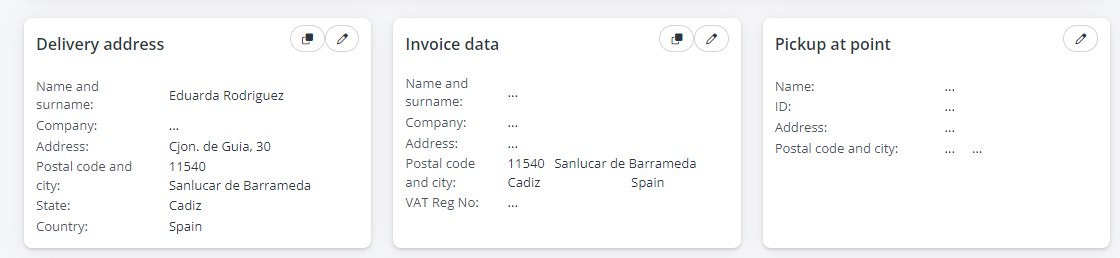 Delivery address
Name and
surname:
Eduarda Rodriguez
Company: ...
Address: Cjon. de Guia, 30
Postal code and
city:
11540
Sanlucar de Barrameda
State: Cadiz
Country: Spain
Invoice data
Name and
surname:
...
Company: ...
Address: ...
Postal code 11540 Sanlucar de Barrameda
and city: Cadiz Spain
VAT Reg No: ...
Pickup at point
Name: ...
ID: ...
Address: ...
Postal code and city: ... ...